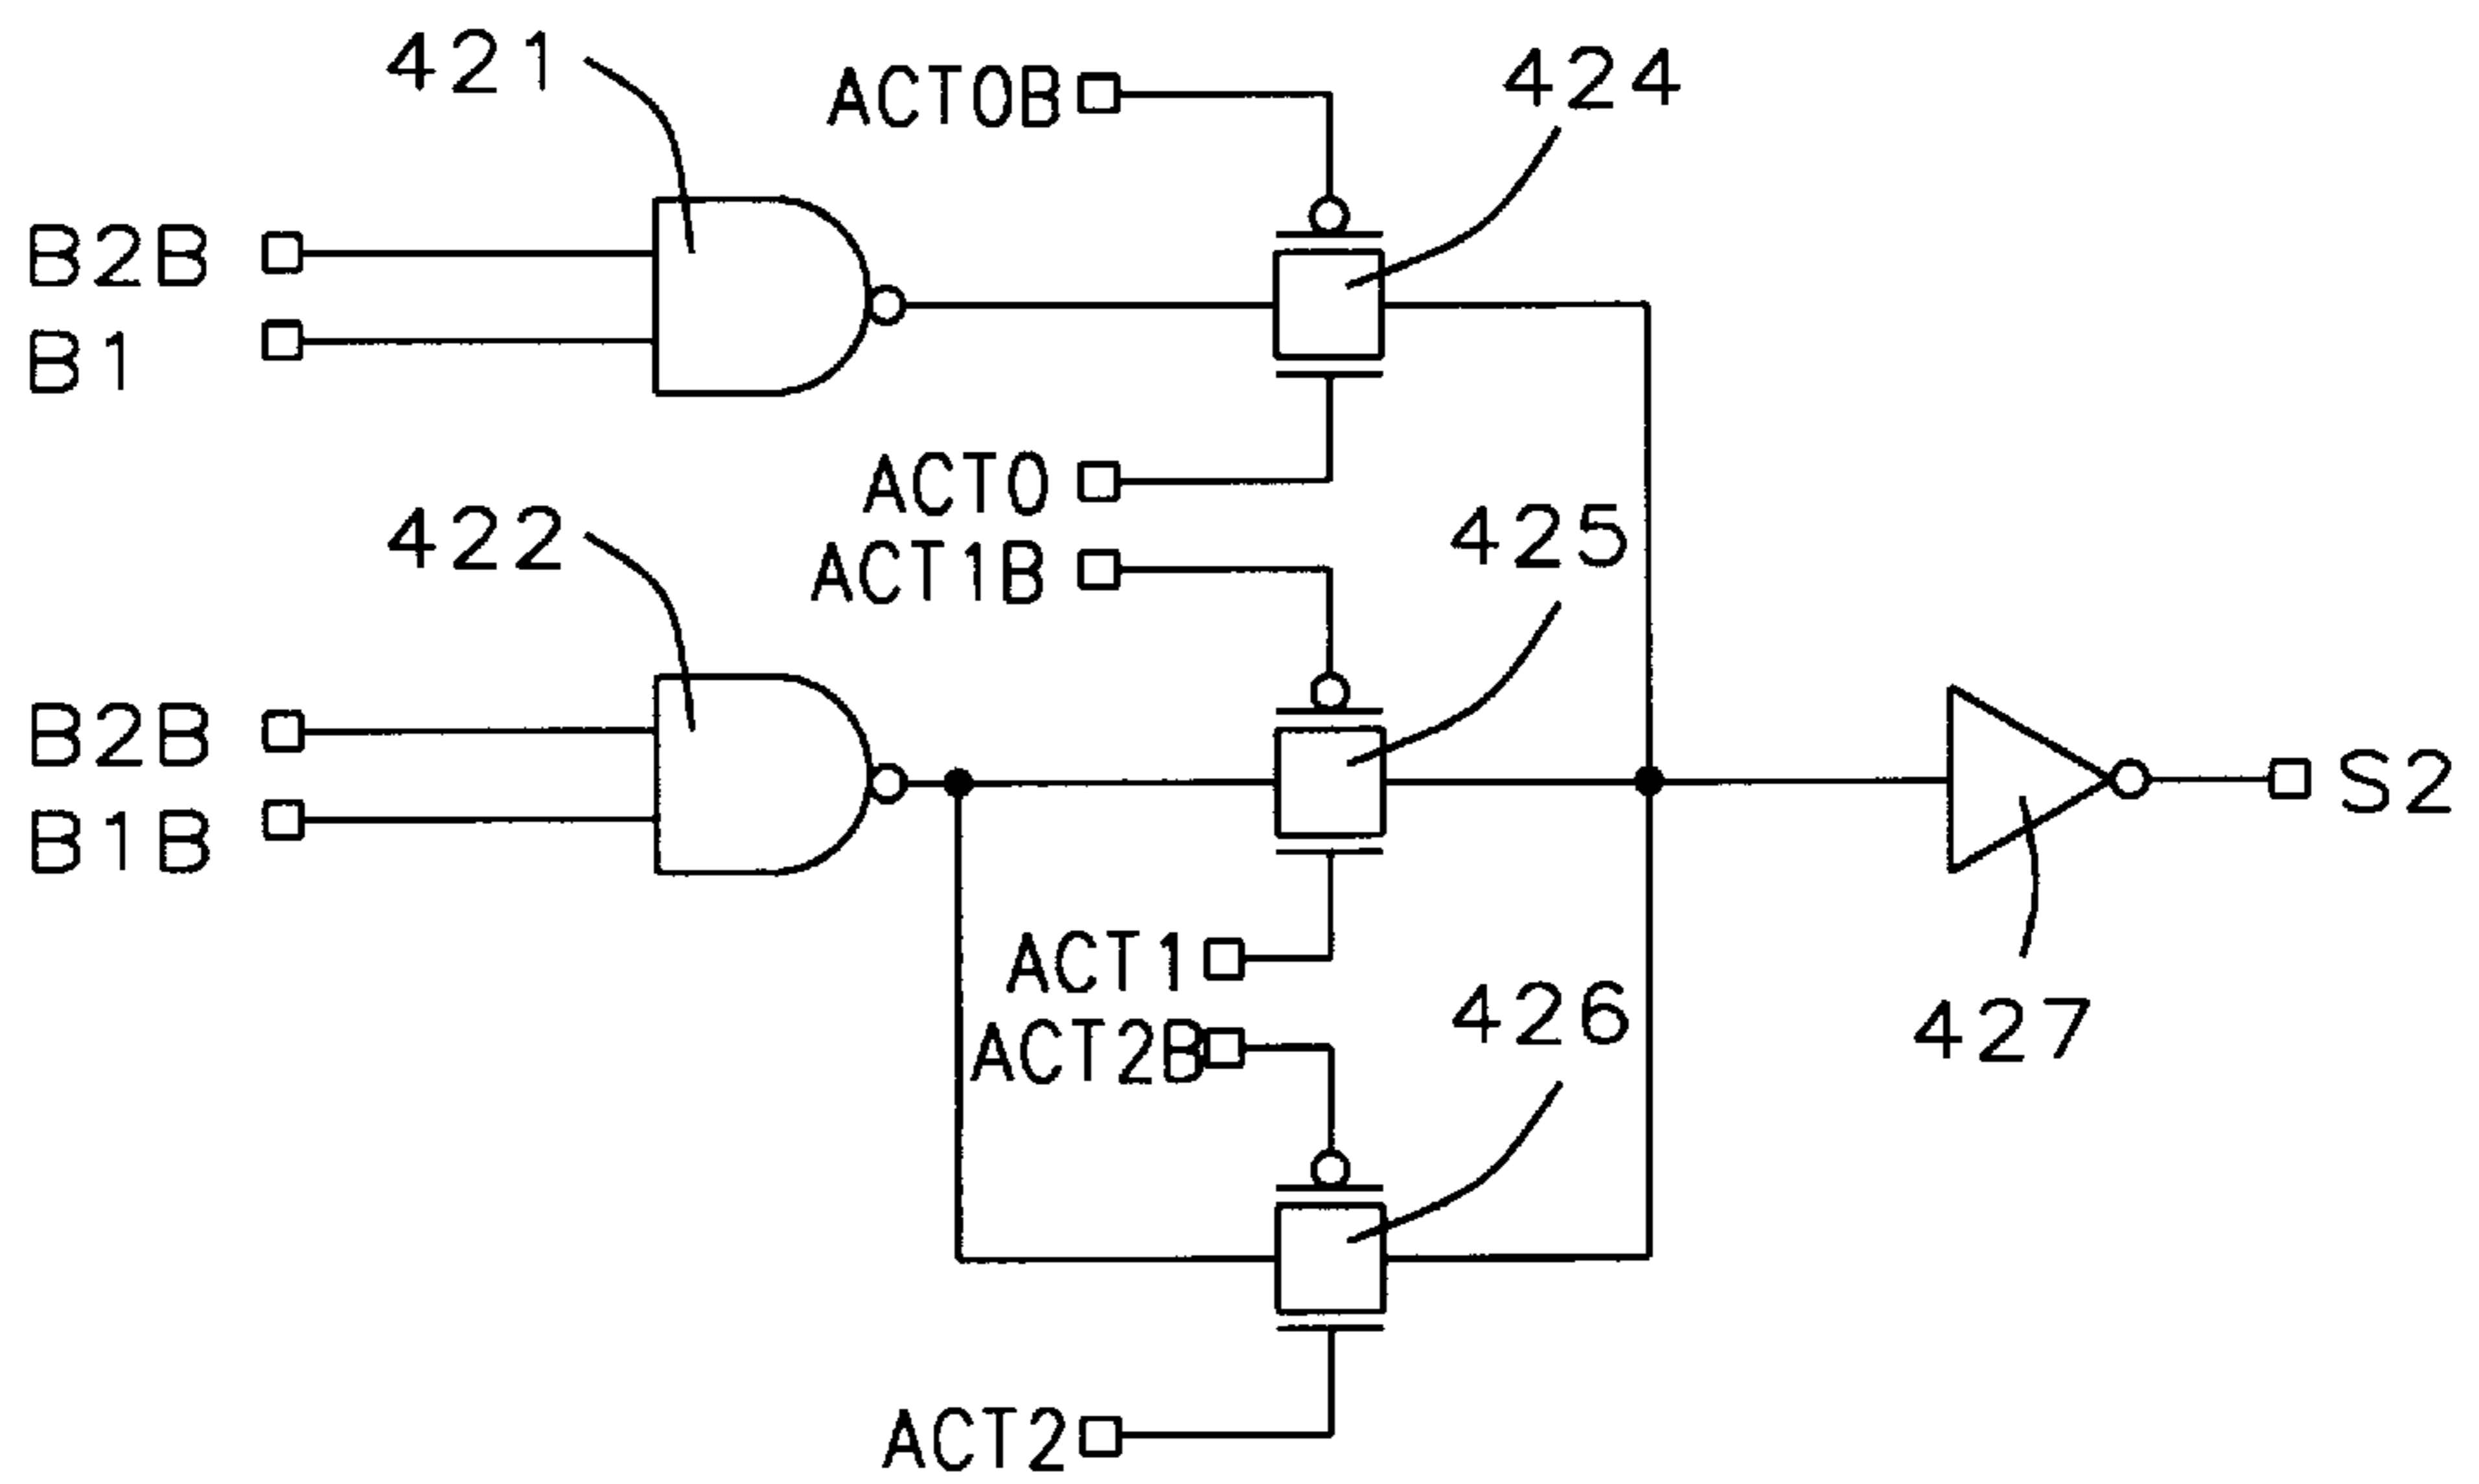 421
ACT0B
424
B2B
B1
ACT0
422
ACT1B
425
B2B
B1B
S2
ACT1
426
427
ACT2B
ACT2